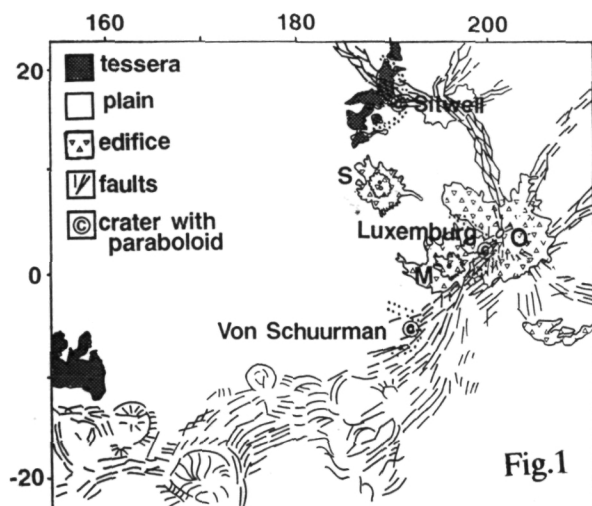 160 180 200
20
tessera
plain
edifice
faults
crater with
paraboloid
Sitwell
S
Luxemburg
O
0
M
Von Schuurman
-20
Fig.1